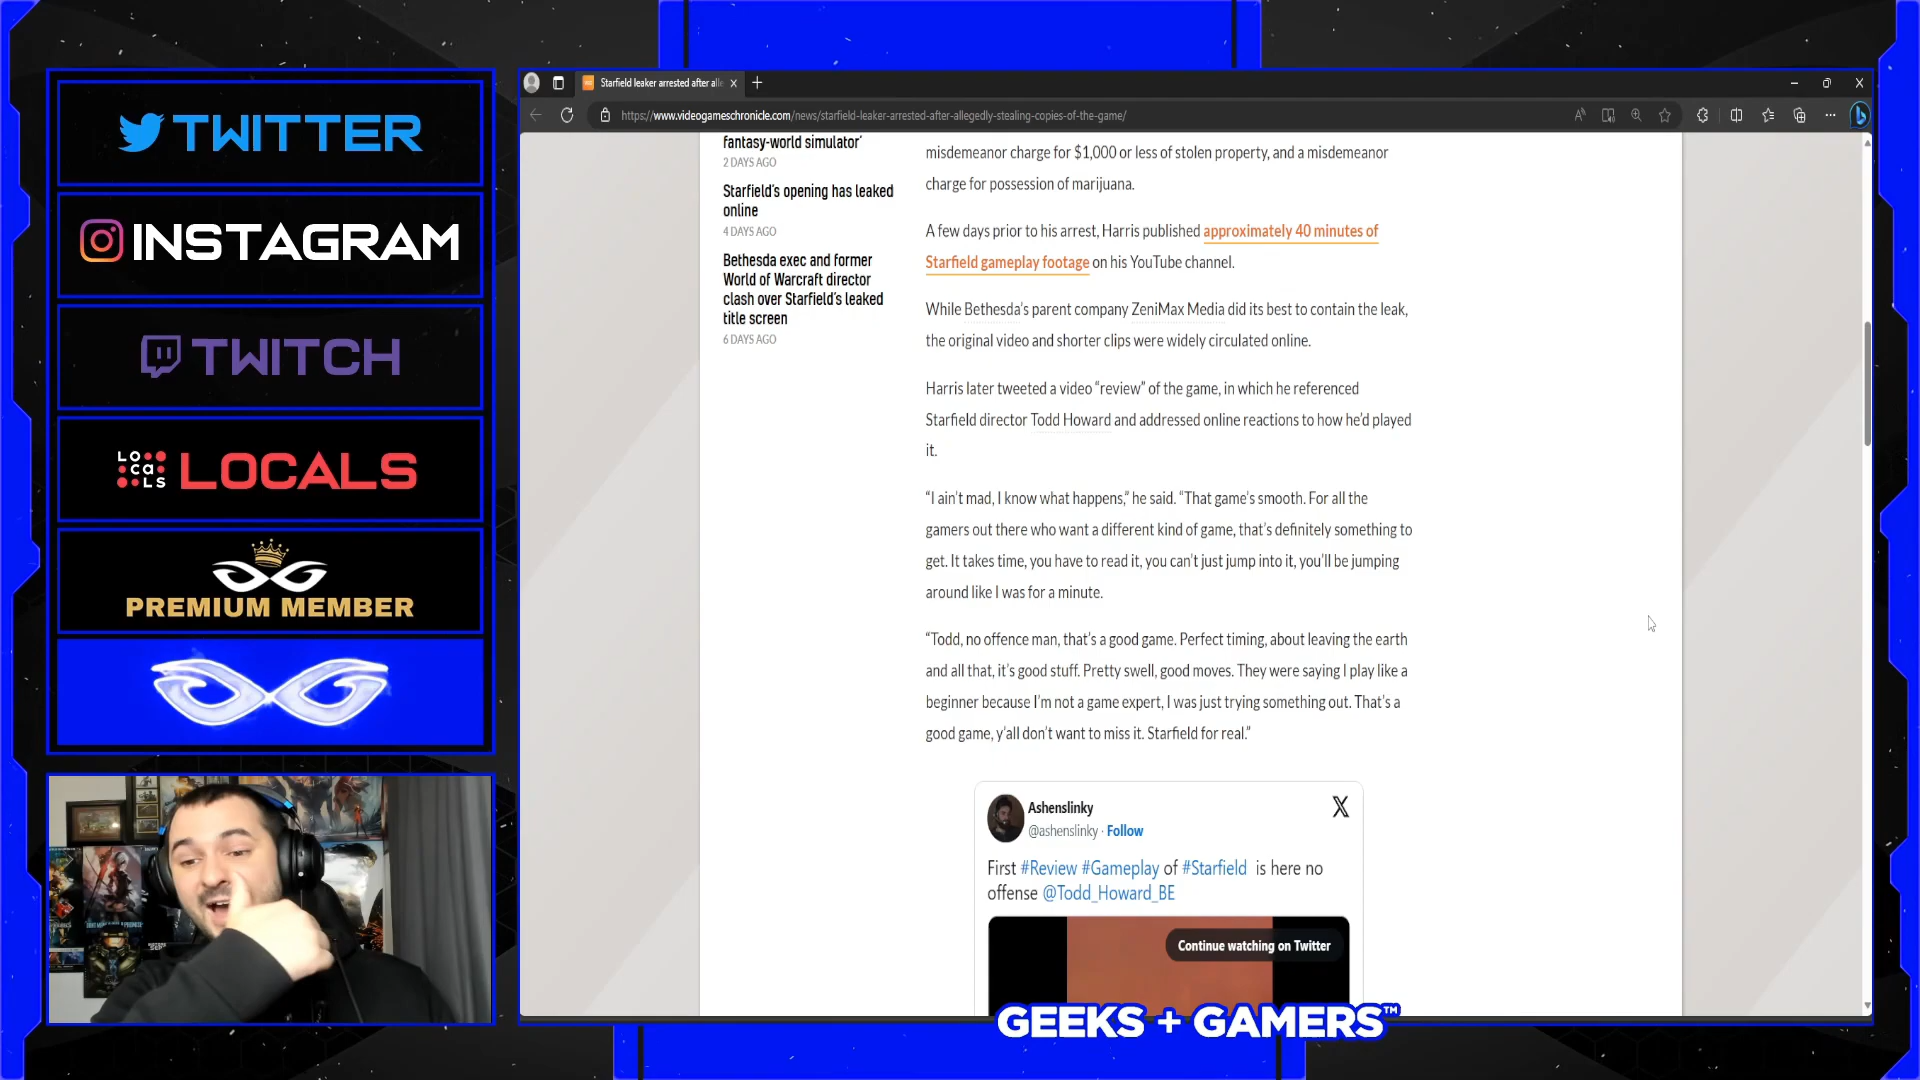 TWITTER
INSTAGRAM
TWITCH
LOCALS
LOCALS
PREMIUM MEMBER
Starfield leaker arrested after alle
https://www.videogameschronicle.com/news/starfield-leaker-arrested-after-allegedly-stealing-copies-of-the-game/
fantasy-world simulator'
2 DAYS AGO
Starfield's opening has leaked
online
4 DAYS AGO
Bethesda exec and former
World of Warcraft director
clash over Starfield's leaked
title screen
6 DAYS AGO
misdemeanor charge for $1,000 or less of stolen property, and a misdemeanor
charge for possession of marijuana.
A few days prior to his arrest, Harris published approximately 40 minutes of
Starfield gameplay footage on his YouTube channel.
While Bethesda's parent company ZeniMax Media did its best to contain the leak,
the original video and shorter clips were widely circulated online.
Harris later tweeted a video “review” of the game, in which he referenced
Starfield director Todd Howard and addressed online reactions to how he'd played
it.
“I ain't mad, I know what happens,” he said. “That game's smooth. For all the
gamers out there who want a different kind of game, that's definitely something to
get. It takes time, you have to read it, you can't just jump into it, you'll be jumping
around like I was for a minute.
“Todd, no offence man, that's a good game. Perfect timing, about leaving the earth
and all that, it's good stuff. Pretty swell, good moves. They were saying I play like a
beginner because I'm not a game expert, I was just trying something out. That's a
good game, y'all don't want to miss it. Starfield for real.”
Ashenslinky
@ashenslinky · Follow
First #Review #Gameplay of #Starfield is here no
offense @Todd_Howard_BE
Continue watching on Twitter
GEEKS + GAMERS™